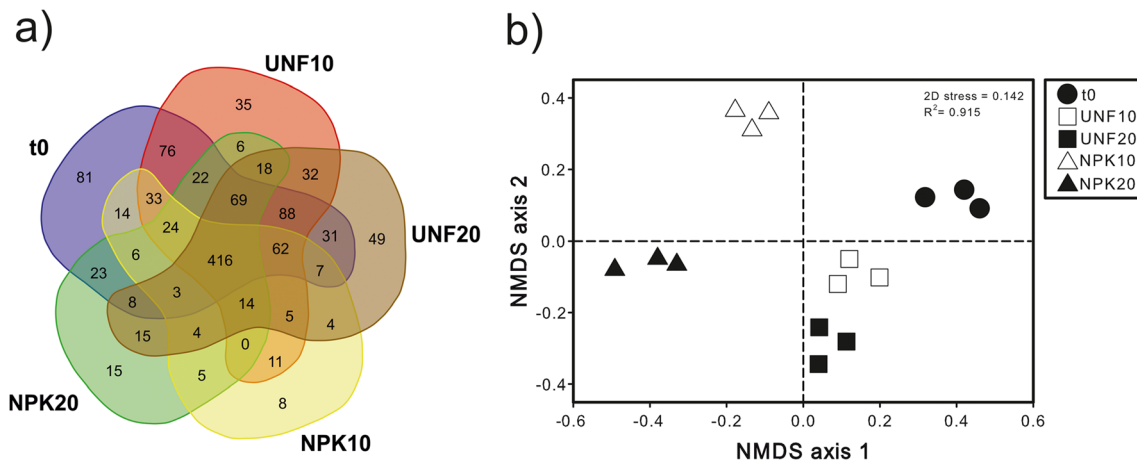 a)
b)
UNF10
t0
UNF20
NPK20
NPK10
35
6
76
18
32
81
22
69
33
88
14
24
31
49
6
416
62
7
23
3
8
14
5
15
4
4
0
15
5
11
8
2D stress = 0.142
R²= 0.915
0.4
0.2
0.0
-0.2
-0.4
NMDS axis 2
-0.6
-0.4
-0.2
0.0
0.2
0.4
0.6
NMDS axis 1
t0
UNF10
UNF20
NPK10
NPK20